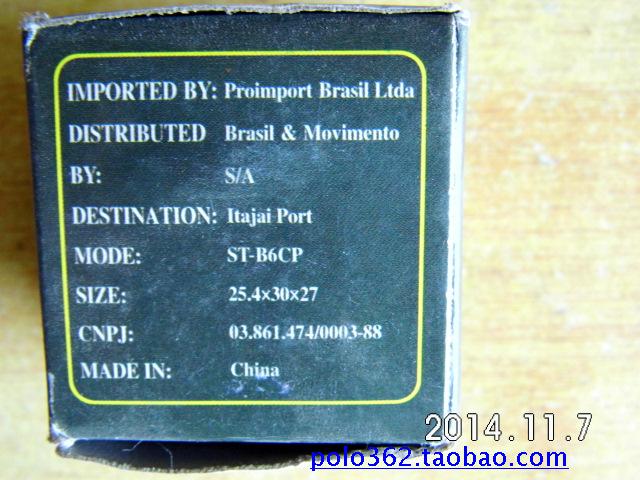 IMPORTED BY: Proimport Brasil Ltda
DISTRIBUTED Brasil & Movimento
BY: S/A
DESTINATION: Itajai Port
MODE: ST-B6CP
SIZE: 25.4x30x27
CNPJ: 03.861.474/0003-88
MADE IN: China
2014.11.7
polo362.taobao.com